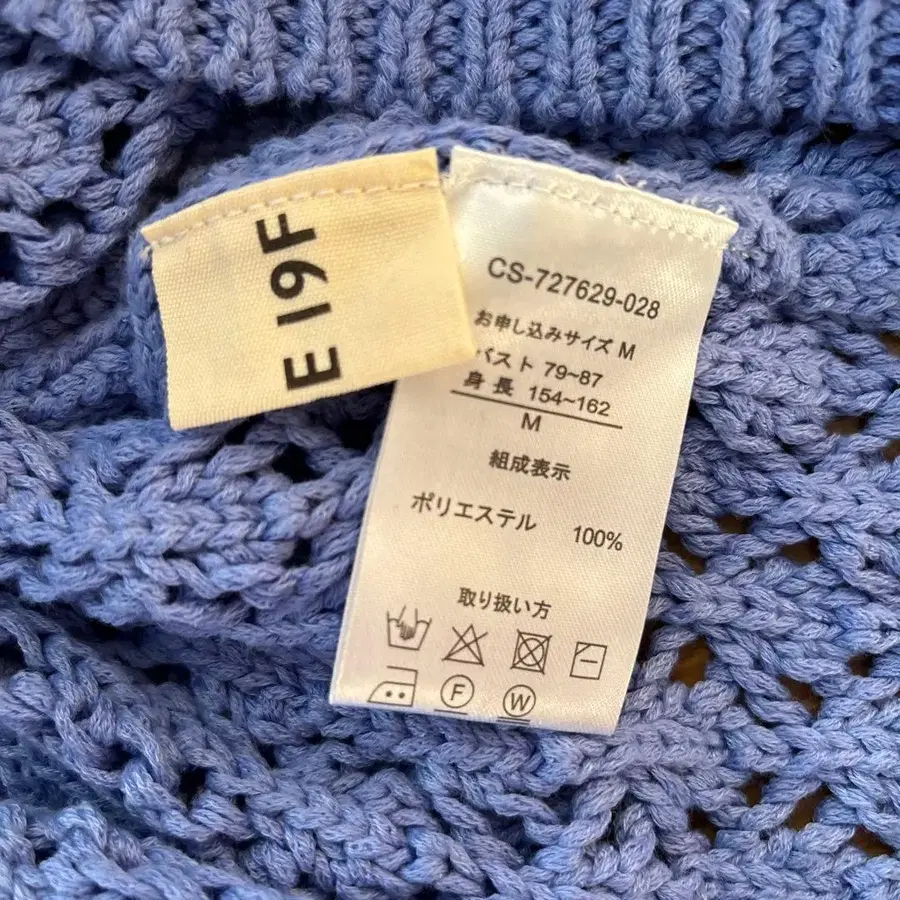 E 19F
CS-727629-028
お申し込みサイズ M
バスト 79~87
身長 154~162
M
組成表示
ポリエステル 100%
取り扱い方
F
W